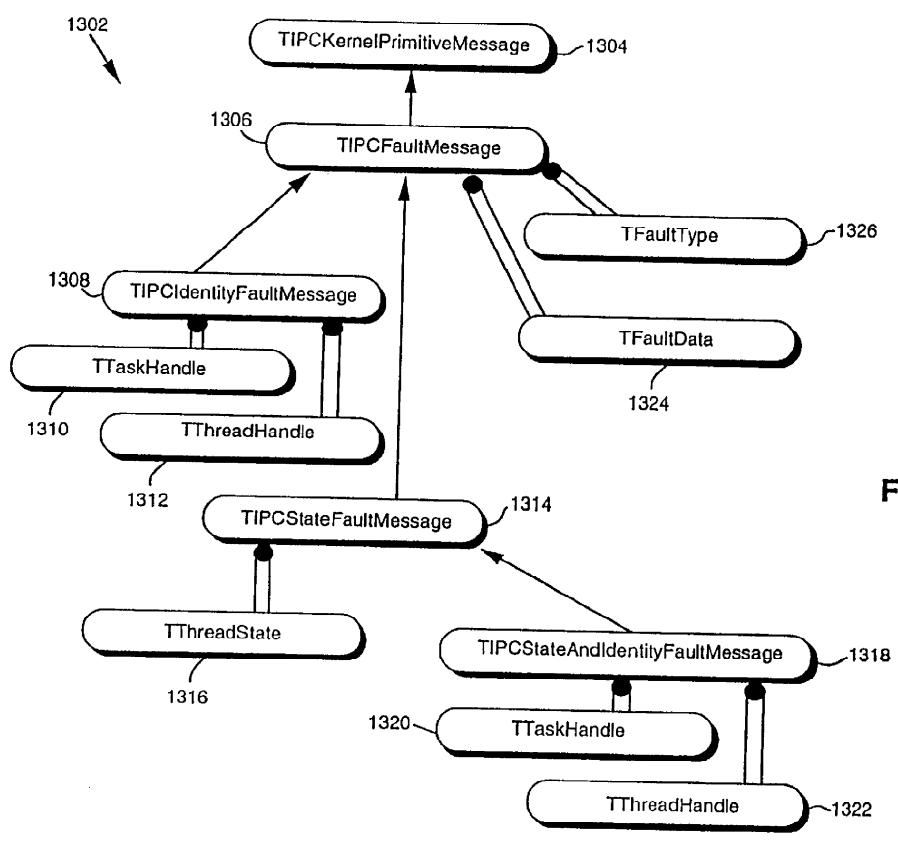 1302
TIPCKernelPrimitiveMessage
1304
1306
TIPCFaultMessage
TFaultType
1326
1308
TIPCIdentityFaultMessage
TFaultData
1324
TTaskHandle
1310
TThreadHandle
1312
F
TIPCStateFaultMessage
1314
TThreadState
1316
TIPCStateAndIdentityFaultMessage
1318
1320
TTaskHandle
TThreadHandle
1322